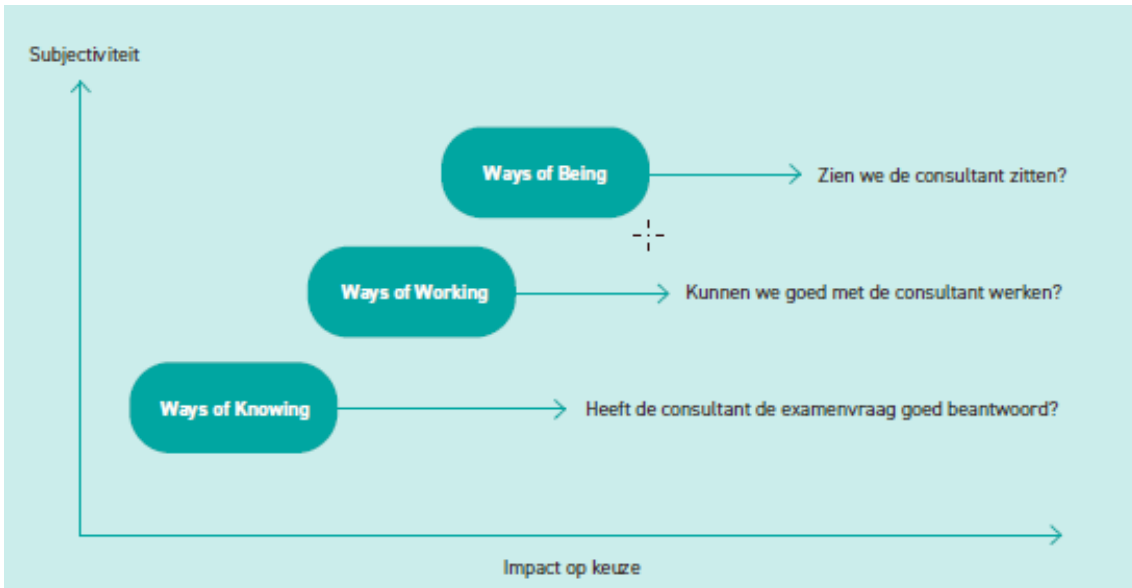 Subjectiviteit
Ways of Being
Zien we de consultant zitten?
Ways of Working
Kunnen we goed met de consultant werken?
Ways of Knowing
Heeft de consultant de examenvraag goed beantwoord?
Impact op keuze